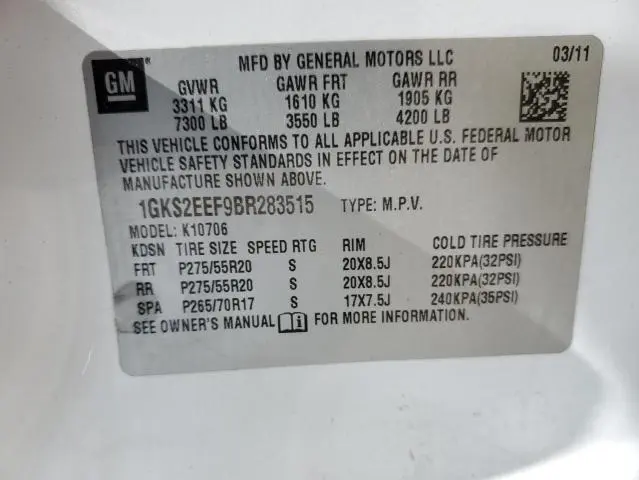 GM
MFD BY GENERAL MOTORS LLC 03/11
GVWR GAWR FRT GAWR RR
3311 KG 1610 KG 1905 KG
7300 LB 3550 LB 4200 LB
THIS VEHICLE CONFORMS TO ALL APPLICABLE U.S. FEDERAL MOTOR
VEHICLE SAFETY STANDARDS IN EFFECT ON THE DATE OF
MANUFACTURE SHOWN ABOVE.
1GKS2EEF9BR283515 TYPE: M.P.V.
MODEL: K10706
KDSN TIRE SIZE SPEED RTG RIM COLD TIRE PRESSURE
FRT P275/55R20 S 20X8.5J 220KPA(32PSI)
RR P275/55R20 S 20X8.5J 220KPA(32PSI)
SPA P265/70R17 S 17X7.5J 240KPA(35PSI)
SEE OWNER'S MANUAL FOR MORE INFORMATION.